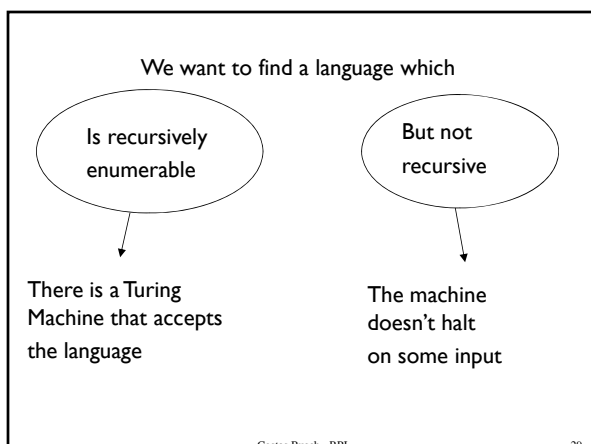 We want to find a language which
Is recursively
enumerable
But not
recursive
There is a Turing
Machine that accepts
the language
The machine
doesn't halt
on some input